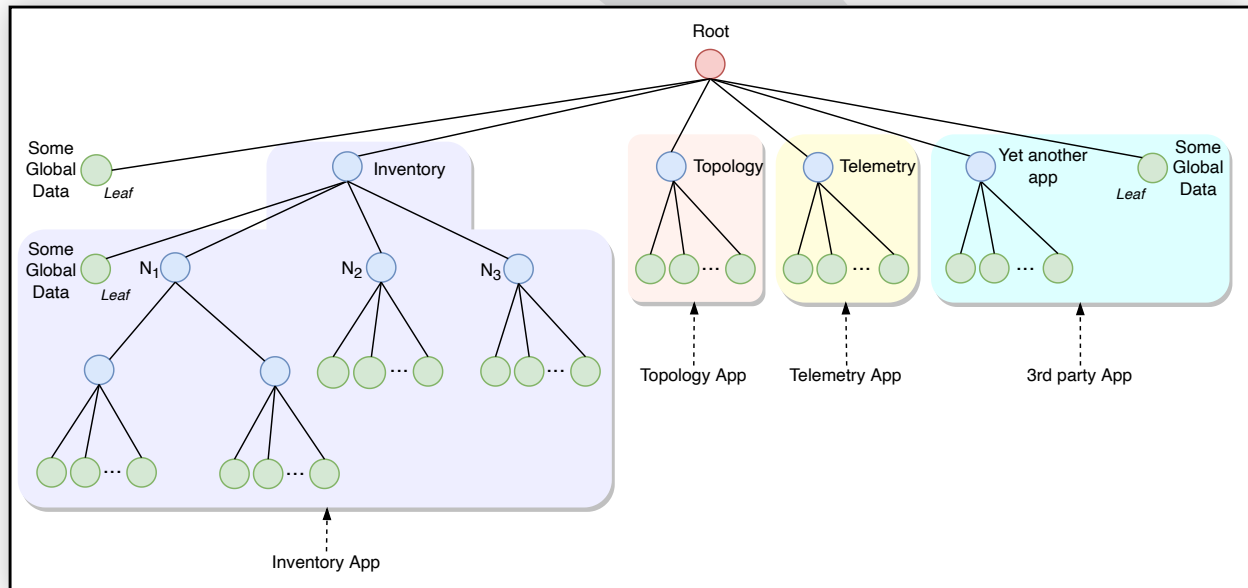 Root
Some
Global
Data
Leaf
Inventory
Topology
Telemetry
Yet another
app
Some
Global
Data
Leaf
Some
Global
Data
Leaf
N1
N2
N3
...
...
...
...
...
...
...
Topology App
Telemetry App
3rd party App
Inventory App